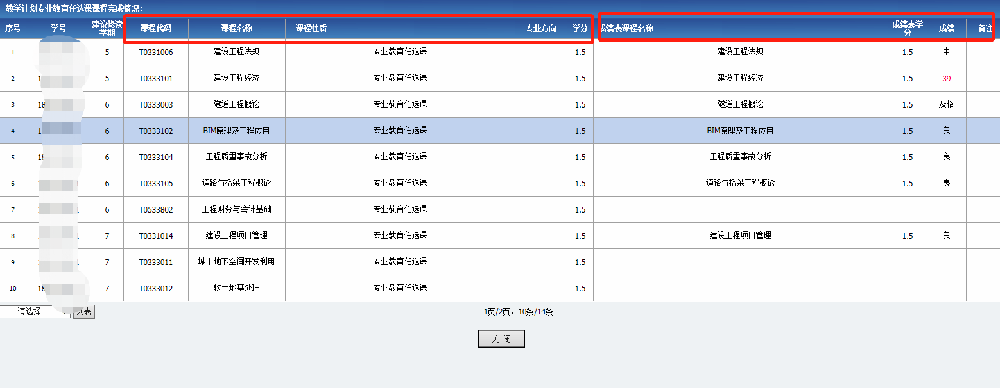 教学计划专业教育任选课课程完成情况：
序号 学号 建议修读学期 课程代码 课程名称 课程性质 专业方向 学分 成绩表课程名称 成绩表学分 成绩 备注
1 5 T0331006 建设工程法规 专业教育任选课 1.5 建设工程法规 1.5 中
2 1 5 T0333101 建设工程经济 专业教育任选课 1.5 建设工程经济 1.5 39
3 18 6 T0333003 隧道工程概论 专业教育任选课 1.5 隧道工程概论 1.5 及格
4 1 6 T0333102 BIM原理及工程应用 专业教育任选课 1.5 BIM原理及工程应用 1.5 良
5 18 6 T0333104 工程质量事故分析 专业教育任选课 1.5 工程质量事故分析 1.5 良
6 1 6 T0333105 道路与桥梁工程概论 专业教育任选课 1.5 道路与桥梁工程概论 1.5 良
7 1 6 T0533802 工程财务与会计基础 专业教育任选课 1.5
8 1 7 T0331014 建设工程项目管理 专业教育任选课 1.5 建设工程项目管理 1.5 良
9 1 7 T0333011 城市地下空间开发利用 专业教育任选课 1.5
10 18 7 T0333012 软土地基处理 专业教育任选课 1.5
----请选择---- 列表 1页/2页，10条/14条
关 闭